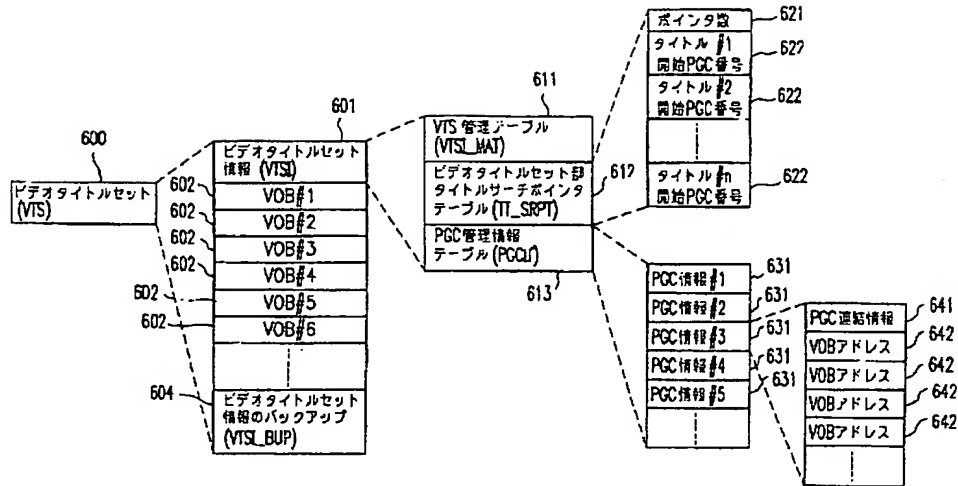 600
ビデオタイトルセット
(VTS)
601
ビデオタイトルセット
情報 (VTSI)
602
VOB#1
602
VOB#2
602
VOB#3
602
VOB#4
602
VOB#5
602
VOB#6
604
ビデオタイトルセット
情報のバックアップ
(VTSI_BUP)
611
VTS 管理テーブル
(VTSI_MAT)
ビデオタイトルセット部
タイトルサーチポインタ
テーブル (TT_SRPT)
612
PGC管理情報
テーブル (PGCIT)
613
ポインタ数
621
タイトル #1
開始PGC番号
622
タイトル #2
開始PGC番号
622
タイトル #n
開始PGC番号
622
PGC情報#1
631
PGC情報#2
631
PGC情報#3
631
PGC情報#4
631
PGC情報#5
631
PGC連結情報
641
VOBアドレス
642
VOBアドレス
642
VOBアドレス
642
VOBアドレス
642